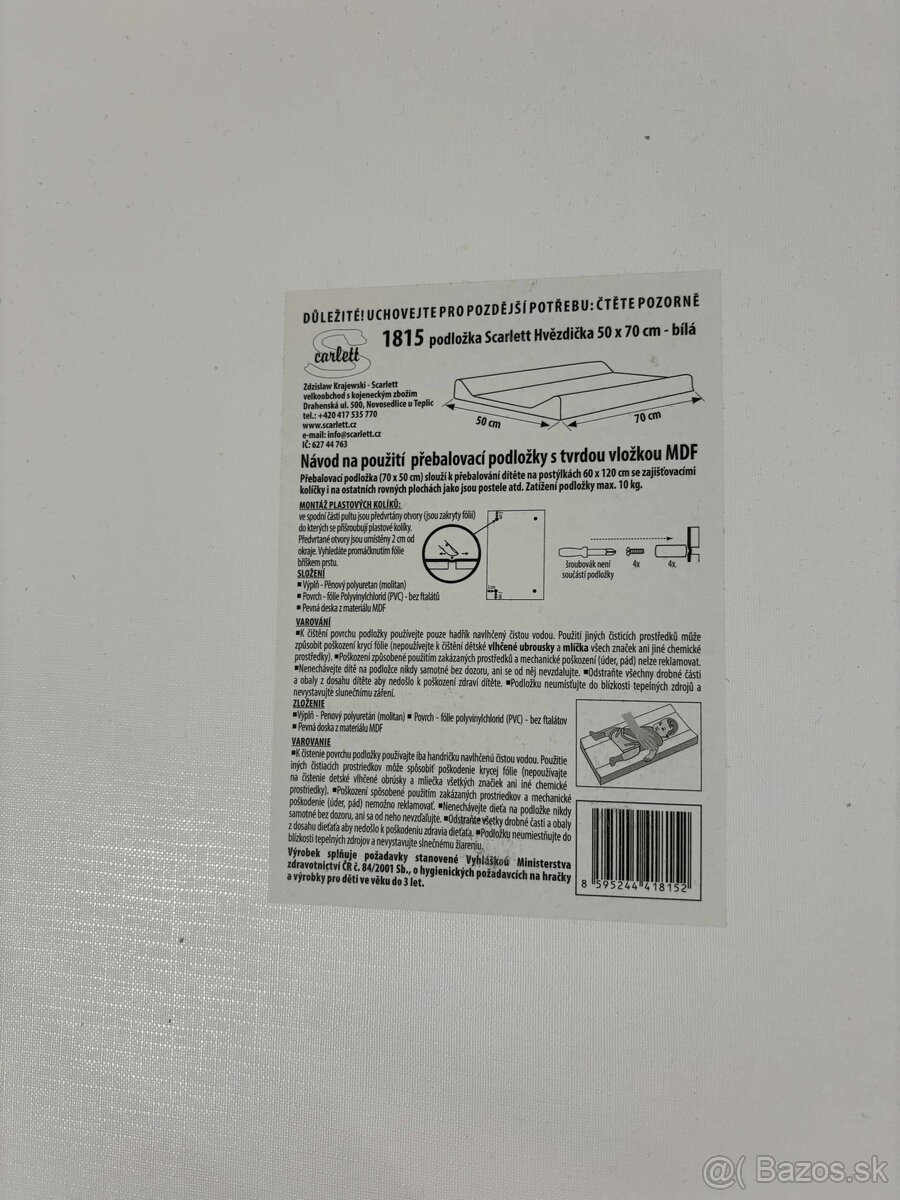 DŮLEŽITÉ! UCHOVEJTE PRO POZDĚJŠÍ POTŘEBU: ČTĚTE POZORNĚ
Scarlett
1815 podložka Scarlett Hvězdička 50 x 70 cm - bílá
Zdzislaw Krajewski - Scarlett
velkoobchod s kojeneckým zbožím
Drahenská ul. 500, Novosedlice u Teplic
tel.: +420 417 535 770
www.scarlett.cz
e-mail: info@scarlett.cz
IČ: 627 44 763
50 cm
70 cm
Návod na použití přebalovací podložky s tvrdou vložkou MDF
Přebalovací podložka (70 x 50 cm) slouží k přebalování dítěte na postýlkách 60 x 120 cm se zajišťovacími
kolíčky i na ostatních rovných plochách jako jsou postele atd. Zatížení podložky max. 10 kg.
MONTÁŽ PLASTOVÝCH KOLÍKŮ:
ve spodní části pultu jsou předvrtány otvory (jsou zakryty fólií)
do kterých se přišroubují plastové kolíky.
Předvrtané otvory jsou umístěny 2 cm od
okraje. Vyhledáte promáčknutím fólie
bříškem prstu.
2 cm
šroubovák není
součástí podložky
4x
4x
SLOŽENÍ
▪ Výplň - Pěnový polyuretan (molitan)
▪ Povrch - fólie Polyvinylchlorid (PVC) - bez ftalátů
▪ Pevná deska z materiálu MDF
VAROVÁNÍ
▪K čištění povrchu podložky používejte pouze hadřík navlhčený čistou vodou. Použití jiných čisticích prostředků může
způsobit poškození krycí fólie (nepoužívejte k čištění dětské vlhčené ubrousky a mlíčka všech značek ani jiné chemické
prostředky). ▪Poškození způsobené použitím zakázaných prostředků a mechanické poškození (úder, pád) nelze reklamovat.
▪Nenechávejte dítě na podložce nikdy samotné bez dozoru, ani se od něj nevzdalujte. ▪Odstraňte všechny drobné části
a obaly z dosahu dítěte aby nedošlo k poškození zdraví dítěte. ▪Podložku neumisťujte do blízkosti tepelných zdrojů a
nevystavujte slunečnímu záření.
ZLOŽENIE
▪Výplň - Penový polyuretán (molitan) ▪ Povrch - fólie polyvinylchlorid (PVC) - bez ftalátov
▪ Pevná doska z materiálu MDF
VAROVANIE
▪K čistenie povrchu podložky používajte iba handričku navlhčenú čistou vodou. Použitie
iných čistiacich prostriedkov môže spôsobiť poškodenie krycej fólie (nepoužívajte
na čistenie detské vlhčené obrúsky a mliečka všetkých značiek ani iné chemické
prostriedky). ▪Poškození spôsobené použitím zakázaných prostriedkov a mechanické
poškodenie (úder, pád) nemožno reklamovať. ▪Nenechávejte dieťa na podložke nikdy
samotné bez dozoru, ani sa od neho nevzďaľujte. ▪Odstraňte všetky drobné časti a obaly
z dosahu dieťaťa aby nedošlo k poškodeniu zdravia dieťaťa. ▪Podložku neumiestňujte do
blízkosti tepelných zdrojov a nevystavujte slnečnému žiareniu.
Výrobek splňuje požadavky stanovené Vyhláškou Ministerstva
zdravotnictví ČR č. 84/2001 Sb., o hygienických požadavcích na hračky
a výrobky pro děti ve věku do 3 let.
8 595244 418152
@( Bazos.sk